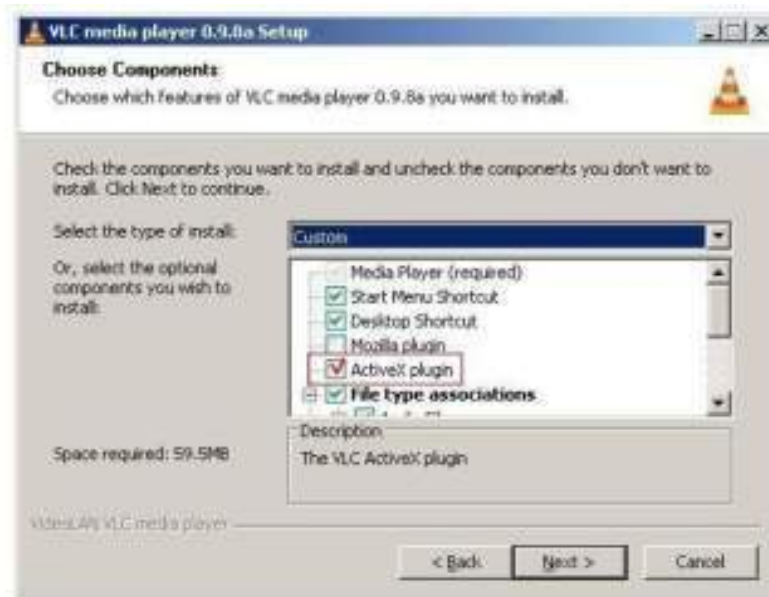 VLC media player 0.9.8a Setup
Choose Components
Choose which features of VLC media player 0.9.8a you want to install.
Check the components you want to install and uncheck the components you don't want to
install. Click Next to continue.
Select the type of install:
Custom
Or, select the optional
components you wish to
install:
Media Player (required)
Start Menu Shortcut
Desktop Shortcut
Mozilla plugin
ActiveX plugin
File type associations
Space required: 59.5MB
Description
The VLC ActiveX plugin
VideoLAN VLC media player
< Back
Next >
Cancel